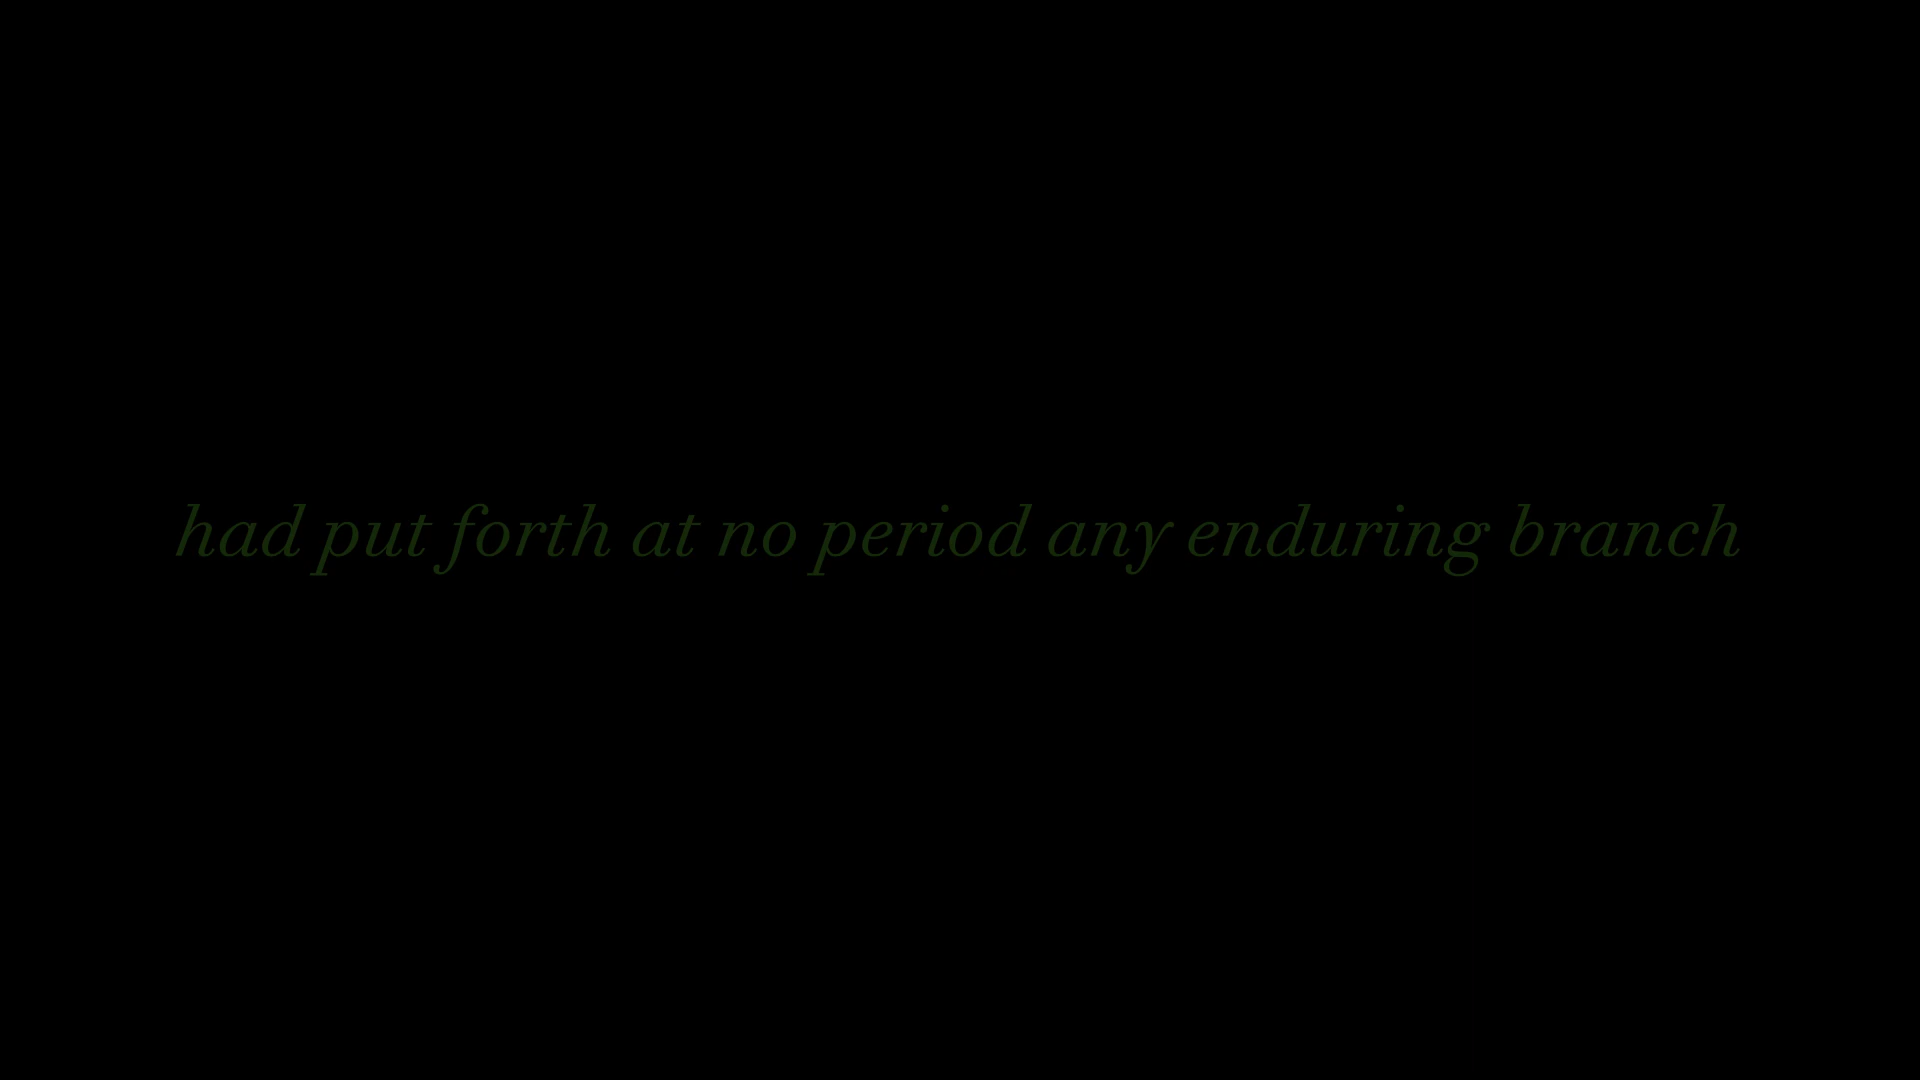 had put forth at no period any enduring branch